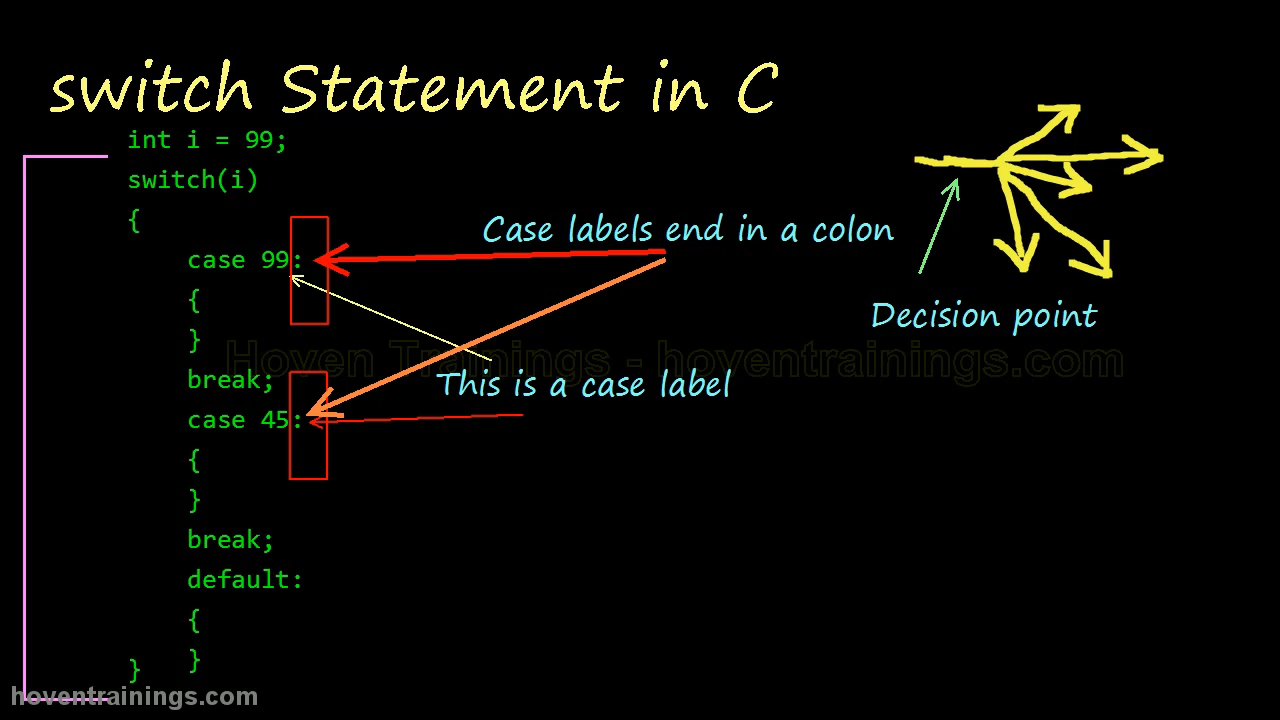 switch Statement in C
int i = 99;
switch(i)
{
case 99:
{
}
break;
case 45:
{
}
break;
default:
{
}
}
Case labels end in a colon
This is a case label
Decision point
Hoven Trainings - hoventrainings.com
hoventrainings.com